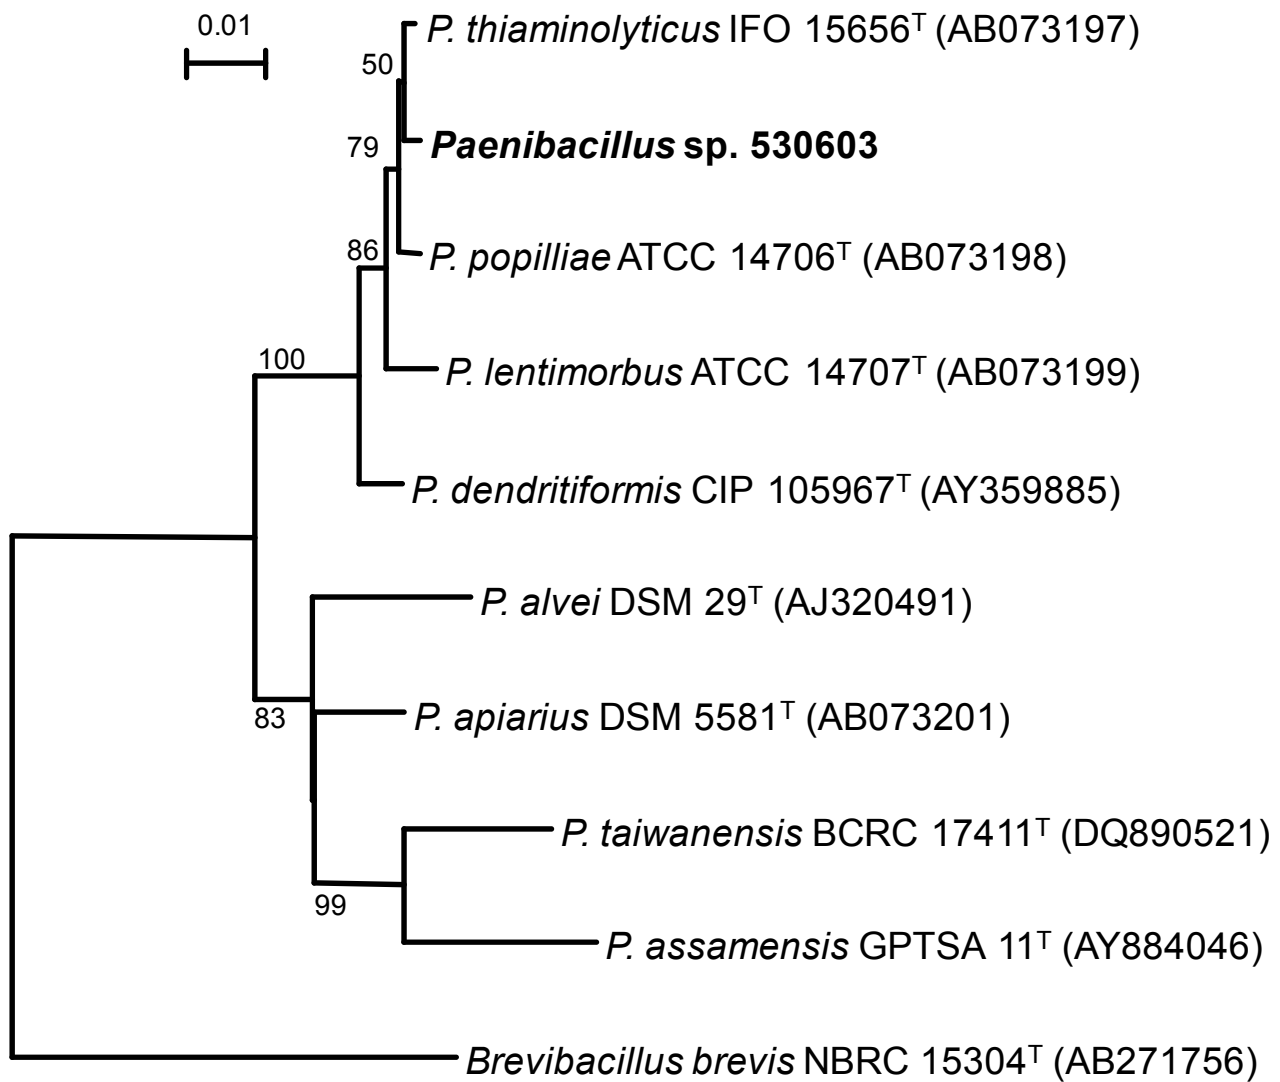 0.01
P. thiaminolyticus IFO 15656ᵀ (AB073197)
50
Paenibacillus sp. 530603
79
P. popilliae ATCC 14706ᵀ (AB073198)
86
P. lentimorbus ATCC 14707ᵀ (AB073199)
100
P. dendritiformis CIP 105967ᵀ (AY359885)
P. alvei DSM 29ᵀ (AJ320491)
P. apiarius DSM 5581ᵀ (AB073201)
83
P. taiwanensis BCRC 17411ᵀ (DQ890521)
99
P. assamensis GPTSA 11ᵀ (AY884046)
Brevibacillus brevis NBRC 15304ᵀ (AB271756)